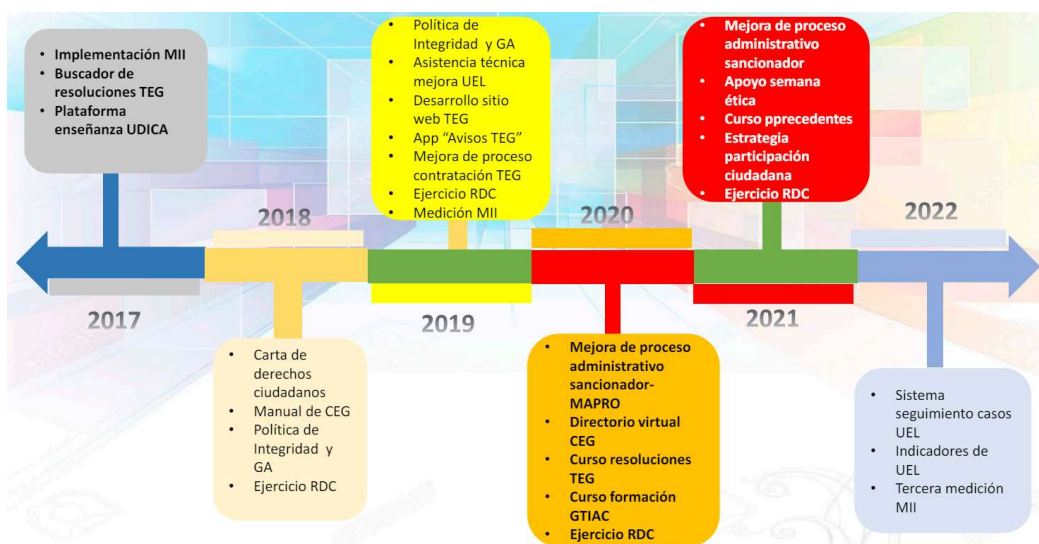 • Implementación MII
• Buscador de
resoluciones TEG
• Plataforma
enseñanza UDICA
2017
2018
• Carta de
derechos
ciudadanos
• Manual de CEG
• Política de
Integridad y
GA
• Ejercicio RDC
• Política de
Integridad y GA
• Asistencia técnica
mejora UEL
• Desarrollo sitio
web TEG
• App “Avisos TEG”
• Mejora de proceso
contratación TEG
• Ejercicio RDC
• Medición MII
2019
2020
• Mejora de proceso
administrativo
sancionador-
MAPRO
• Directorio virtual
CEG
• Curso resoluciones
TEG
• Curso formación
GTIAC
• Ejercicio RDC
• Mejora de proceso
administrativo
sancionador
• Apoyo semana
ética
• Curso pprecedentes
• Estrategia
participación
ciudadana
• Ejercicio RDC
2021
2022
• Sistema
seguimiento casos
UEL
• Indicadores de
UEL
• Tercera medición
MII